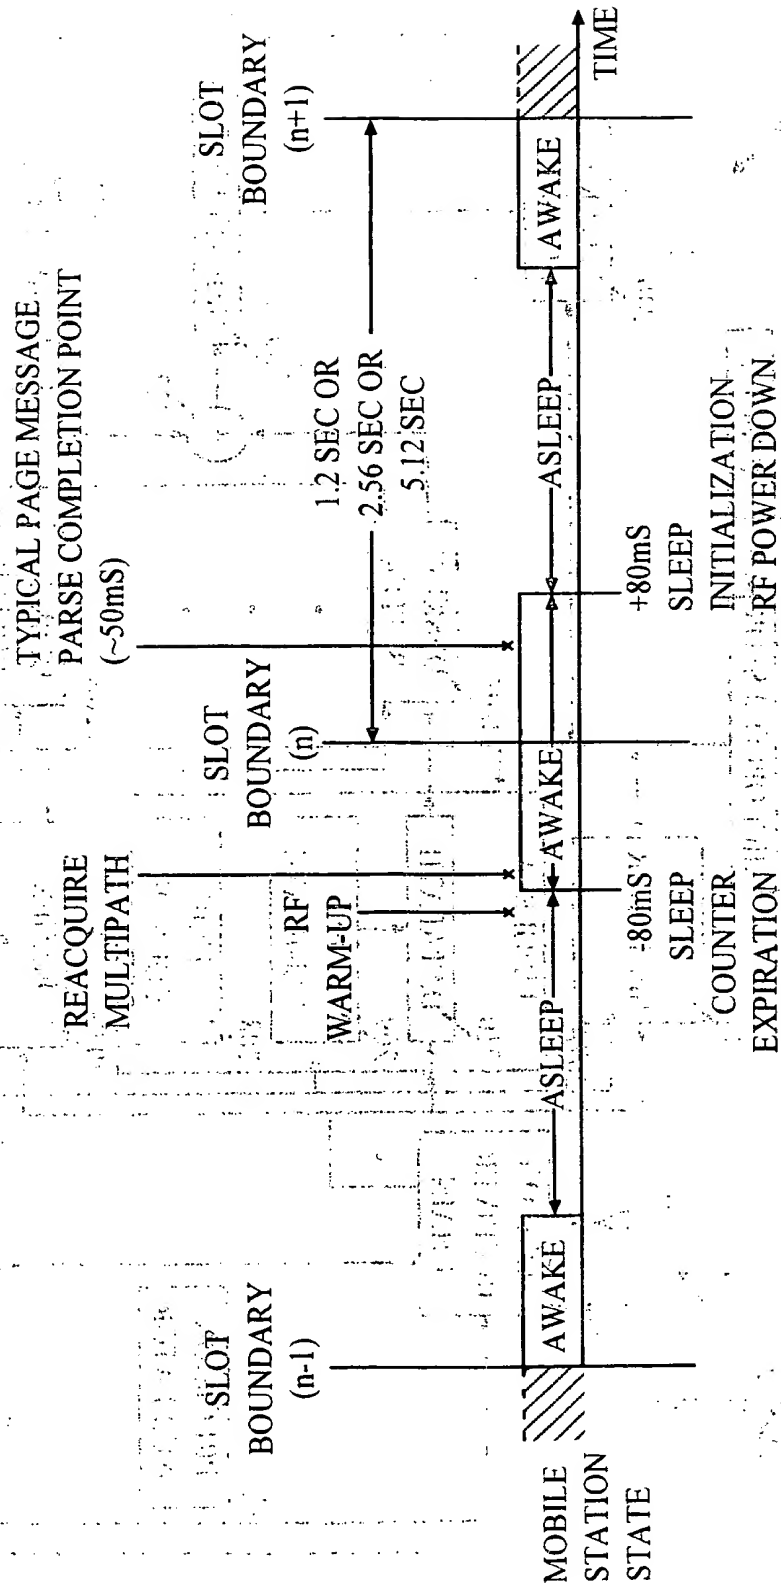 TYPICAL PAGE MESSAGE
PARSE COMPLETION POINT
(~50mS)
REACQUIRE
MULTIPATH
SLOT
BOUNDARY
(n-1)
RF
WARM-UP
SLOT
BOUNDARY
(n)
1.2 SEC OR
2.56 SEC OR
5.12 SEC
SLOT
BOUNDARY
(n+1)
MOBILE
STATION
STATE
AWAKE
ASLEEP
AWAKE
ASLEEP
AWAKE
TIME
-80mS
SLEEP
COUNTER
EXPIRATION
+80mS
SLEEP
INITIALIZATION
RF POWER DOWN